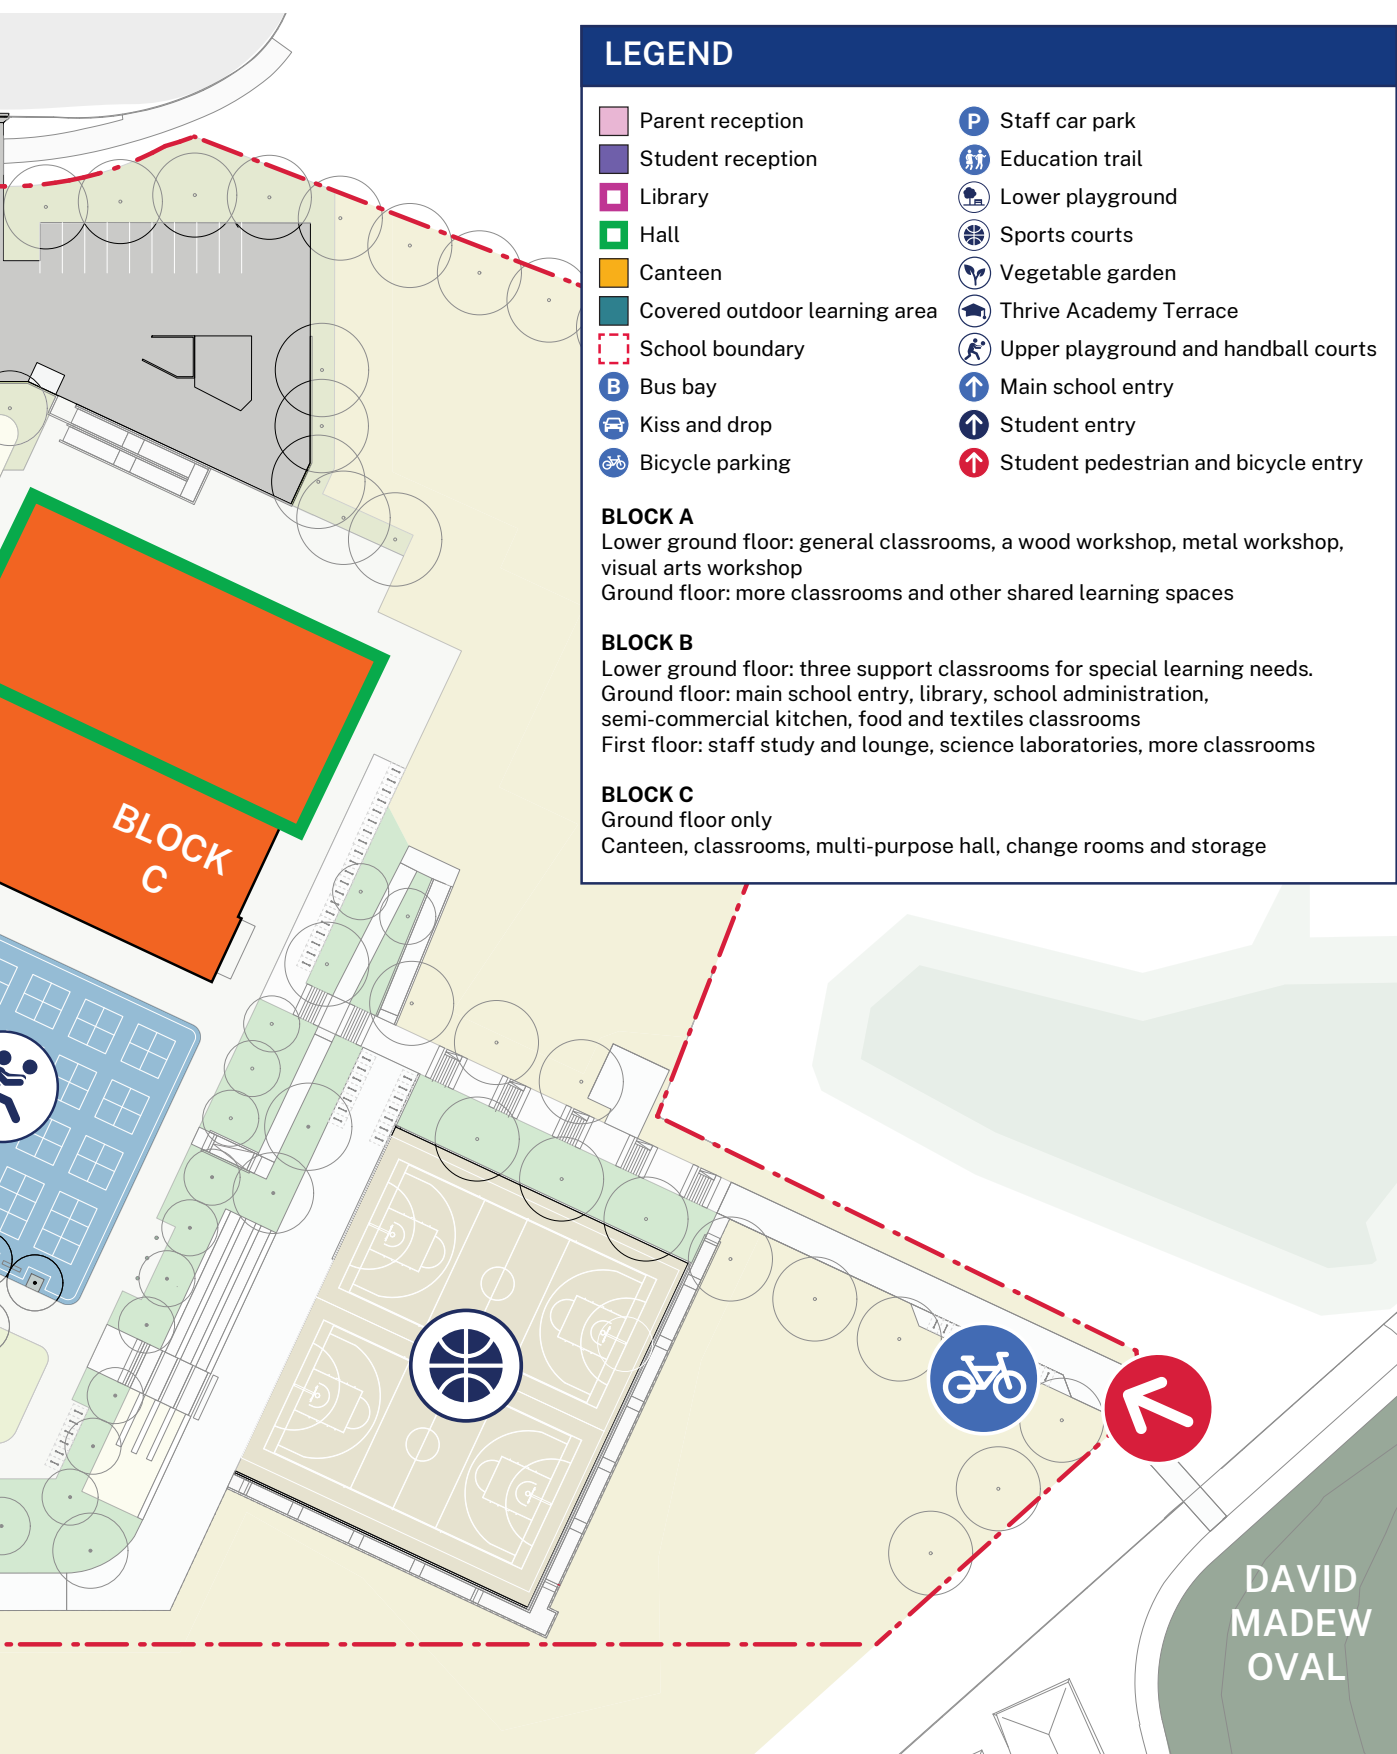 LEGEND
Parent reception
Student reception
Library
Hall
Canteen
Covered outdoor learning area
School boundary
B Bus bay
Kiss and drop
Bicycle parking
P Staff car park
Education trail
Lower playground
Sports courts
Vegetable garden
Thrive Academy Terrace
Upper playground and handball courts
Main school entry
Student entry
Student pedestrian and bicycle entry
BLOCK A
Lower ground floor: general classrooms, a wood workshop, metal workshop,
visual arts workshop
Ground floor: more classrooms and other shared learning spaces
BLOCK B
Lower ground floor: three support classrooms for special learning needs.
Ground floor: main school entry, library, school administration,
semi-commercial kitchen, food and textiles classrooms
First floor: staff study and lounge, science laboratories, more classrooms
BLOCK C
Ground floor only
Canteen, classrooms, multi-purpose hall, change rooms and storage
BLOCK
C
DAVID
MADEW
OVAL